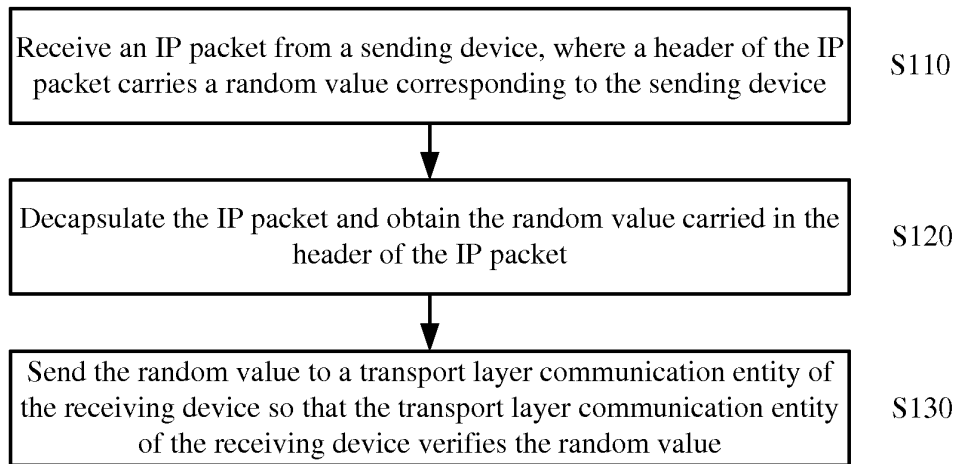 Receive an IP packet from a sending device, where a header of the IP
packet carries a random value corresponding to the sending device
S110
Decapsulate the IP packet and obtain the random value carried in the
header of the IP packet
S120
Send the random value to a transport layer communication entity of
the receiving device so that the transport layer communication entity
of the receiving device verifies the random value
S130